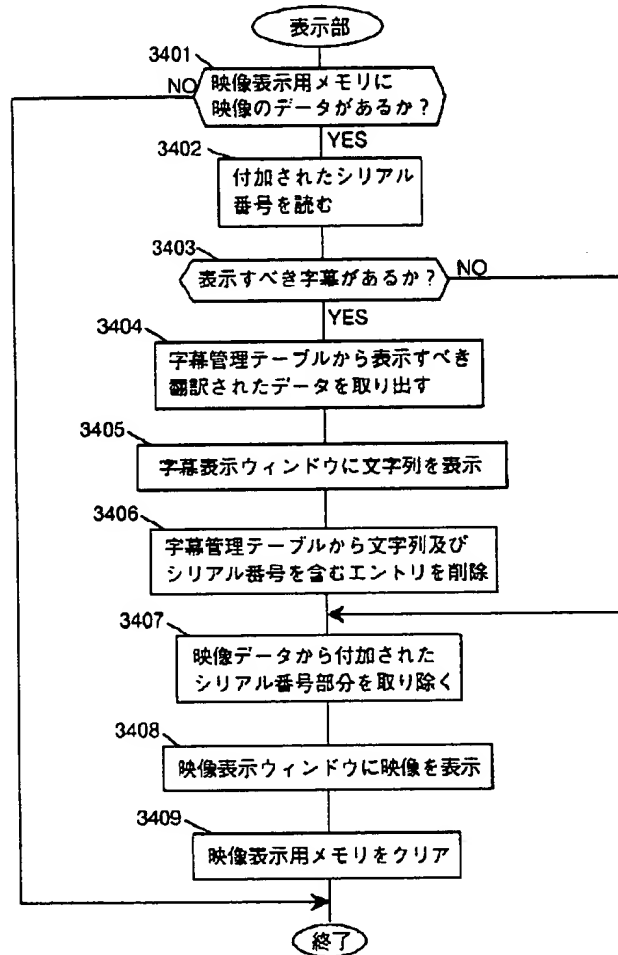 表示部
3401
NO
映像表示用メモリに
映像のデータがあるか？
YES
3402
付加されたシリアル
番号を読む
3403
表示すべき字幕があるか？
NO
YES
3404
字幕管理テーブルから表示すべき
翻訳されたデータを取り出す
3405
字幕表示ウィンドウに文字列を表示
3406
字幕管理テーブルから文字列及び
シリアル番号を含むエントリを削除
3407
映像データから付加された
シリアル番号部分を取り除く
3408
映像表示ウィンドウに映像を表示
3409
映像表示用メモリをクリア
終了